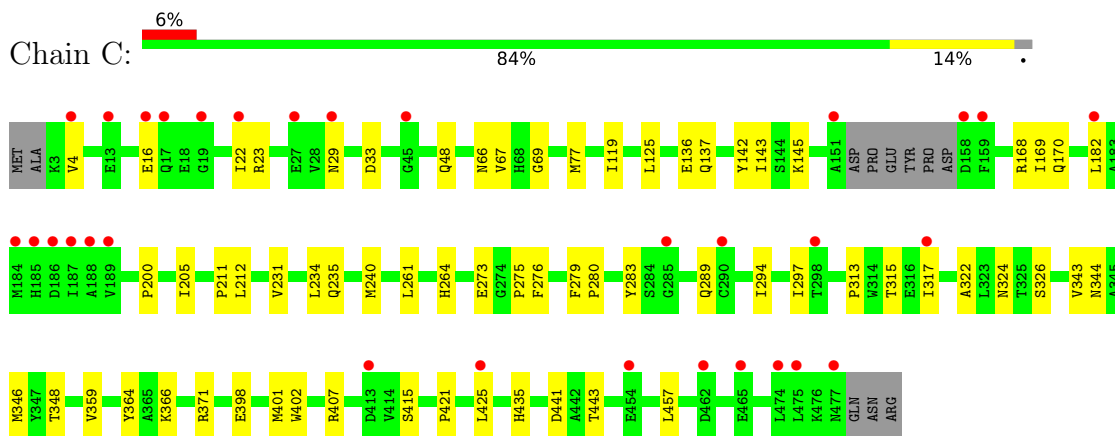 6%
Chain C:
84% 14% •
MET ALA K3 V4 E13 E16 Q17 E18 G19 I22 R23 E27 V28 N29 D33 G45 Q48 N66 V67 H68 G69 M77 I119 L125 E136 Q137 Y142 I143 S144 K145 A151 ASP PRO GLU TYR PRO ASP D158 F159 R168 I169 Q170 L182 A183
M184 H185 D186 I187 A188 V189 P200 I205 P211 L212 V231 L234 Q235 M240 L261 H264 E273 G274 P275 F276 F279 P280 Y283 S284 G285 Q289 C290 I294 I297 T298 P313 W314 T315 E316 I317 A322 L323 N324 T325 S326 V343 N344 A345
M346 Y347 T348 V359 Y364 A365 K366 R371 E398 M401 W402 R407 D413 V414 S415 P421 L425 H435 D441 A442 T443 E454 L457 D462 E465 L474 L475 K476 N477 GLN ASN ARG